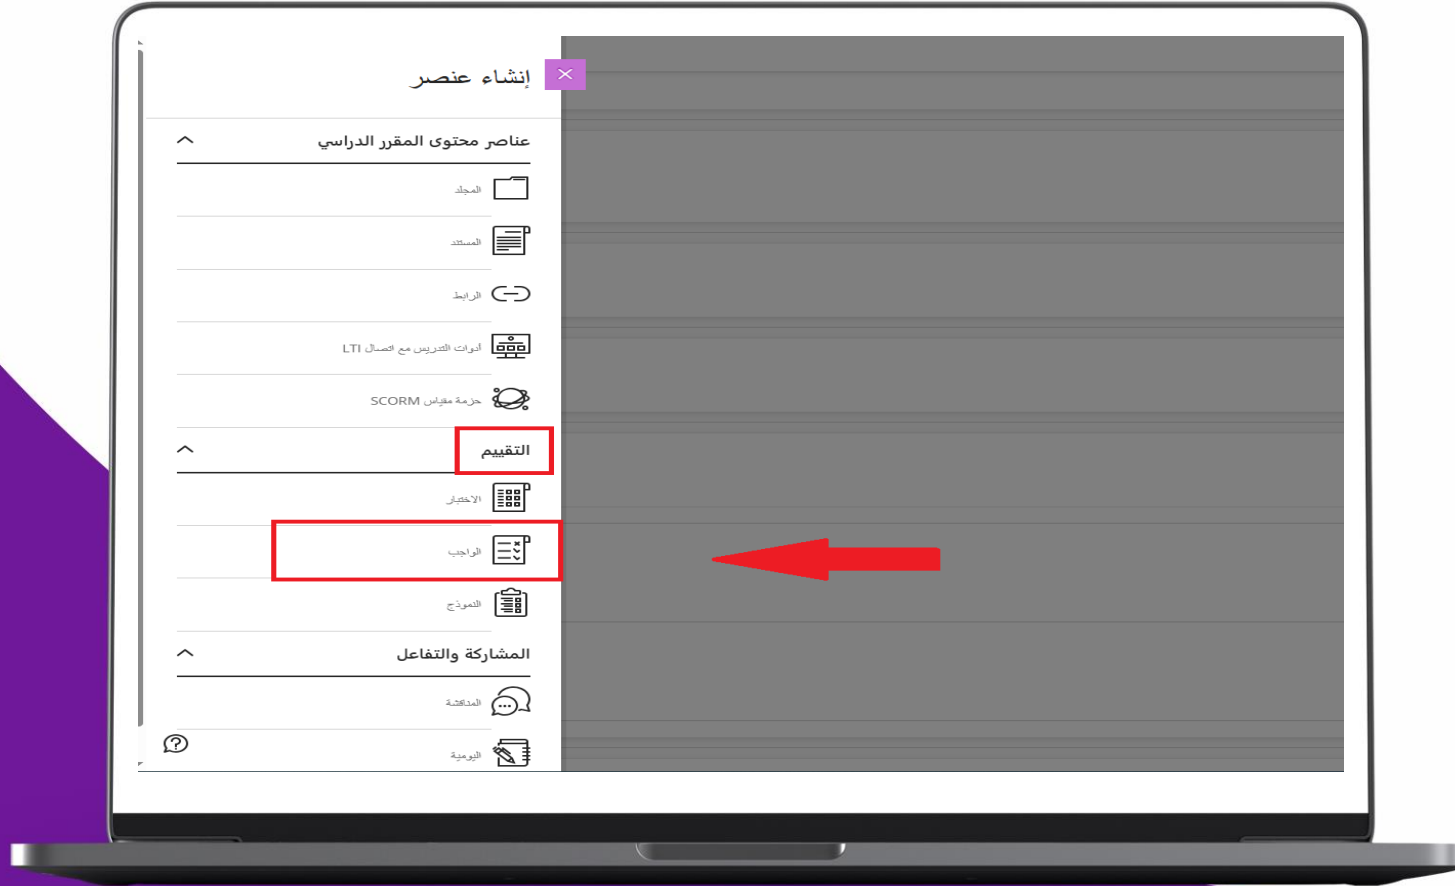 إنشاء عنصر
عناصر محتوى المقرر الدراسي
المجلد
المستند
الرابط
أدوات التدريس مع اتصال LTI
حزمة مقياس SCORM
التقييم
الاختبار
الواجب
النموذج
المشاركة والتفاعل
المناقشة
اليومية